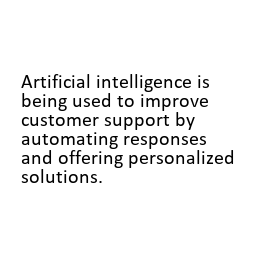 Artificial intelligence is
being used to improve
customer support by
automating responses
and offering personalized
solutions.